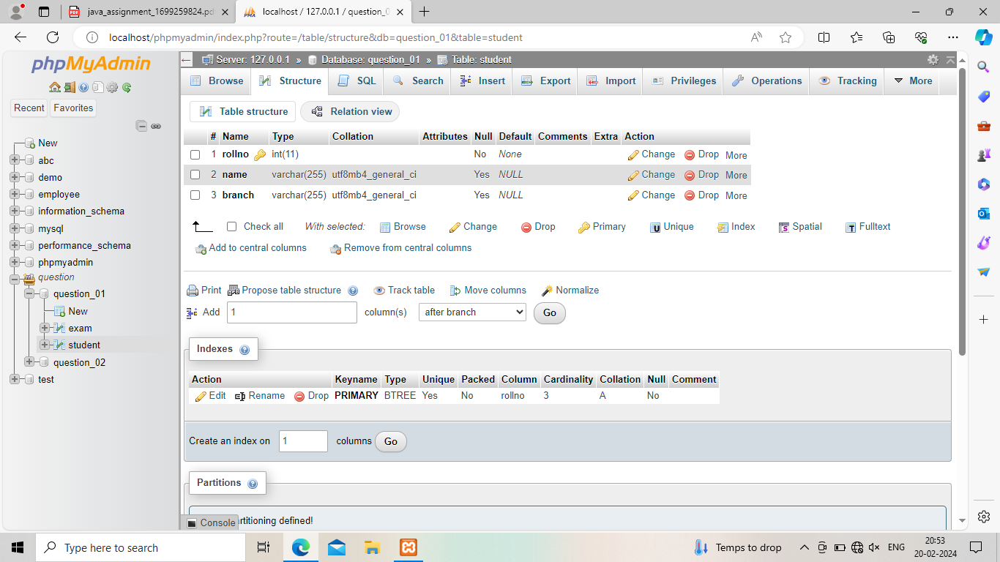 java_assignment_1699259824.pd
localhost / 127.0.0.1 / question_0
localhost/phpmyadmin/index.php?route=/table/structure&db=question_01&table=student
phpMyAdmin
Recent Favorites
New
abc
demo
employee
information_schema
mysql
performance_schema
phpmyadmin
question
question_01
New
exam
student
question_02
test
Server: 127.0.0.1 » Database: question_01 » Table: student
Browse Structure SQL Search Insert Export Import Privileges Operations Tracking More
Table structure Relation view
# Name Type Collation Attributes Null Default Comments Extra Action
1 rollno int(11) No None Change Drop More
2 name varchar(255) utf8mb4_general_ci Yes NULL Change Drop More
3 branch varchar(255) utf8mb4_general_ci Yes NULL Change Drop More
Check all With selected: Browse Change Drop Primary Unique Index Spatial Fulltext
Add to central columns Remove from central columns
Print Propose table structure Track table Move columns Normalize
Add 1 column(s) after branch Go
Indexes
Action Keyname Type Unique Packed Column Cardinality Collation Null Comment
Edit Rename Drop PRIMARY BTREE Yes No rollno 3 A No
Create an index on 1 columns Go
Partitions
Console
artitioning defined!
Type here to search
Temps to drop
ENG
20:53
20-02-2024